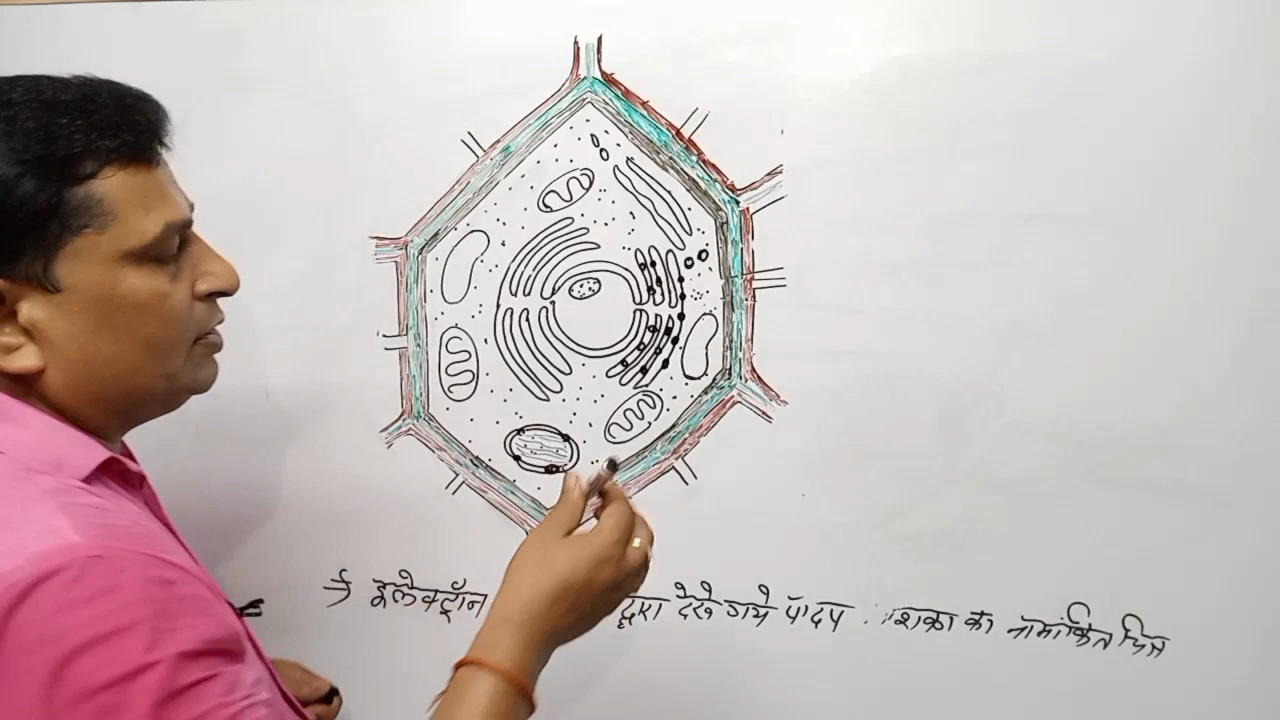 → इलेक्ट्रॉन द्वारा देखे गये पादप का नामांकित चित्र